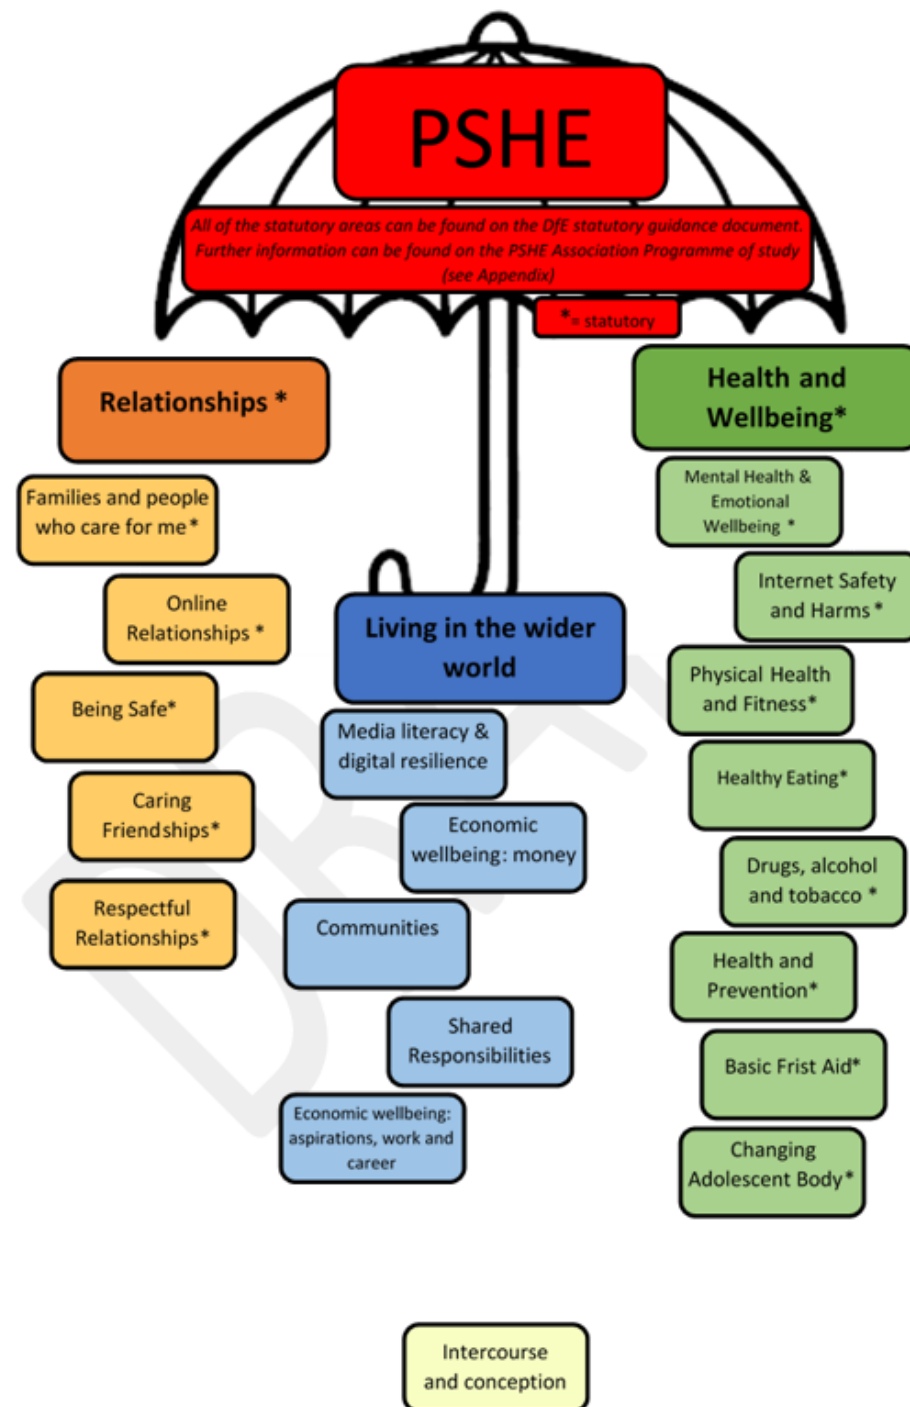 PSHE
All of the statutory areas can be found on the DfE statutory guidance document.
Further information can be found on the PSHE Association Programme of study
(see Appendix)
*= statutory
Relationships *
Families and people
who care for me *
Online
Relationships *
Being Safe*
Caring
Friendships*
Respectful
Relationships*
Living in the wider
world
Media literacy &
digital resilience
Economic
wellbeing: money
Communities
Shared
Responsibilities
Economic wellbeing:
aspirations, work and
career
Health and
Wellbeing*
Mental Health &
Emotional
Wellbeing *
Internet Safety
and Harms *
Physical Health
and Fitness*
Healthy Eating*
Drugs, alcohol
and tobacco *
Health and
Prevention*
Basic Frist Aid*
Changing
Adolescent Body*
Intercourse
and conception